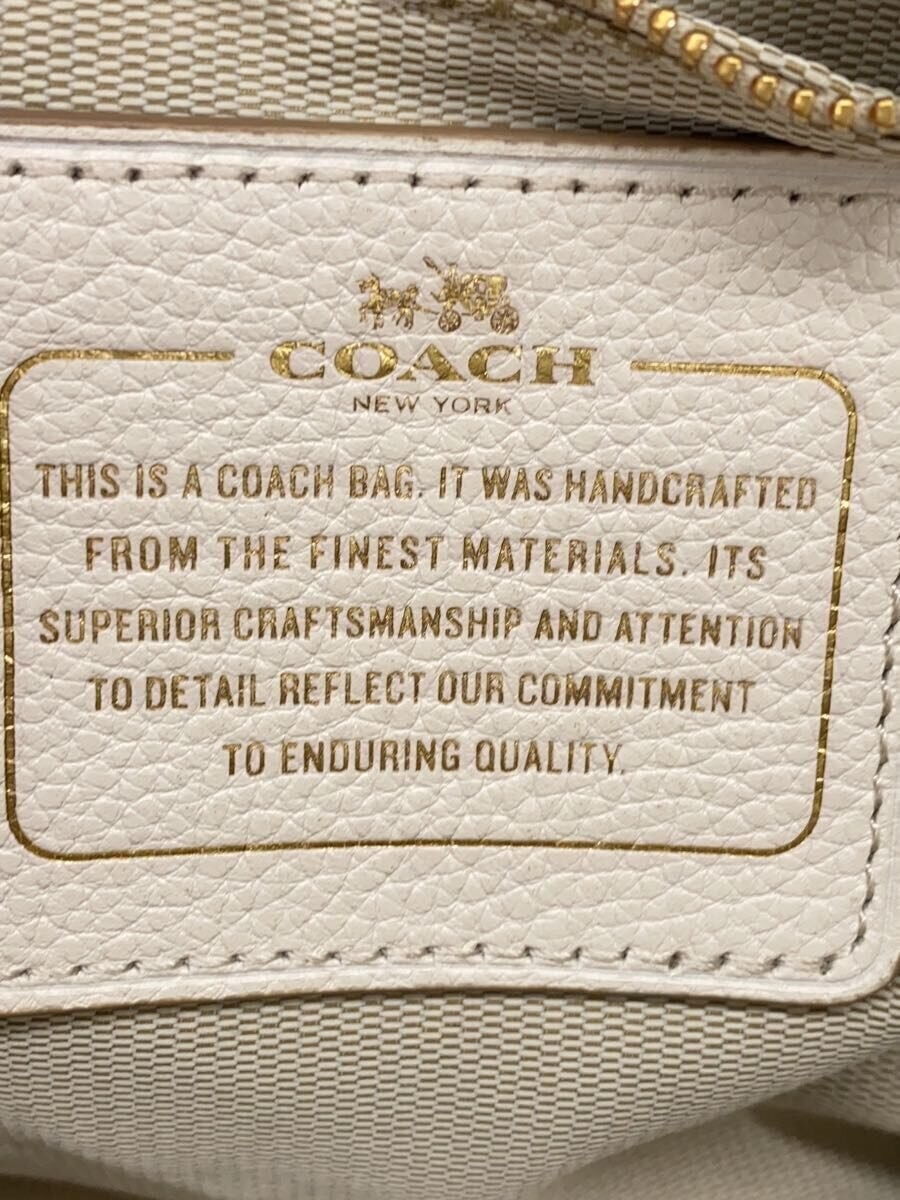 COACH
NEW YORK
THIS IS A COACH BAG. IT WAS HANDCRAFTED
FROM THE FINEST MATERIALS. ITS
SUPERIOR CRAFTSMANSHIP AND ATTENTION
TO DETAIL REFLECT OUR COMMITMENT
TO ENDURING QUALITY.